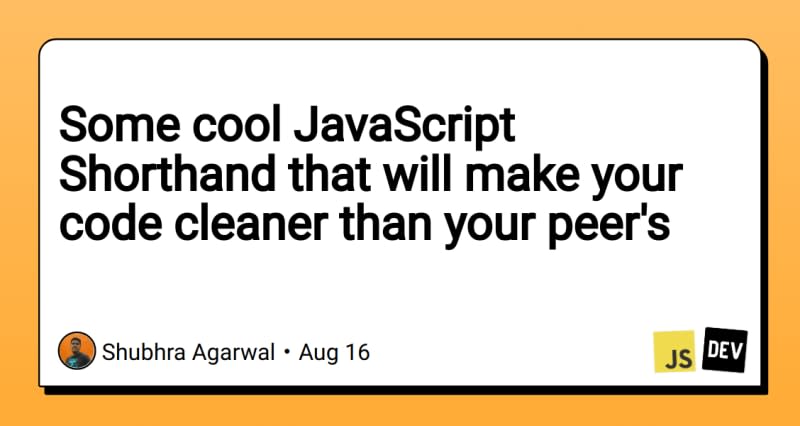 Some cool JavaScript
Shorthand that will make your
code cleaner than your peer's
Shubhra Agarwal • Aug 16
JS
DEV